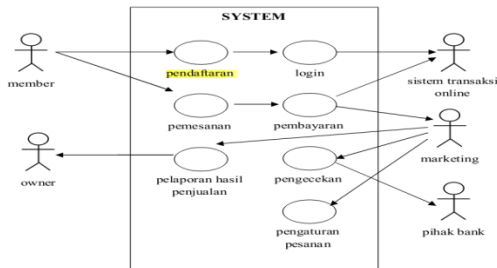 SYSTEM
member
pendaftaran
login
sistem transaksi
online
pemesanan
pembayaran
marketing
owner
pelaporan hasil
penjualan
pengecekan
pengaturan
pesanan
pihak bank